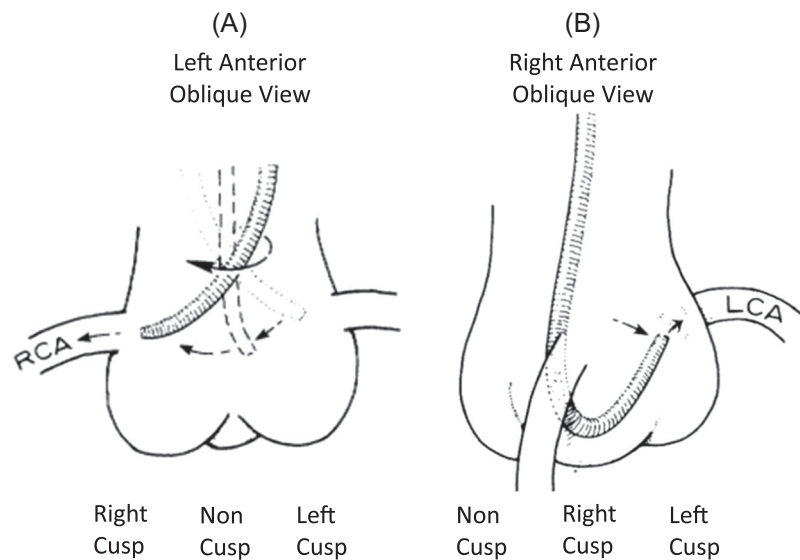 (A)
Left Anterior
Oblique View
RCA
Right
Cusp
Non
Cusp
Left
Cusp
(B)
Right Anterior
Oblique View
LCA
Non
Cusp
Right
Cusp
Left
Cusp